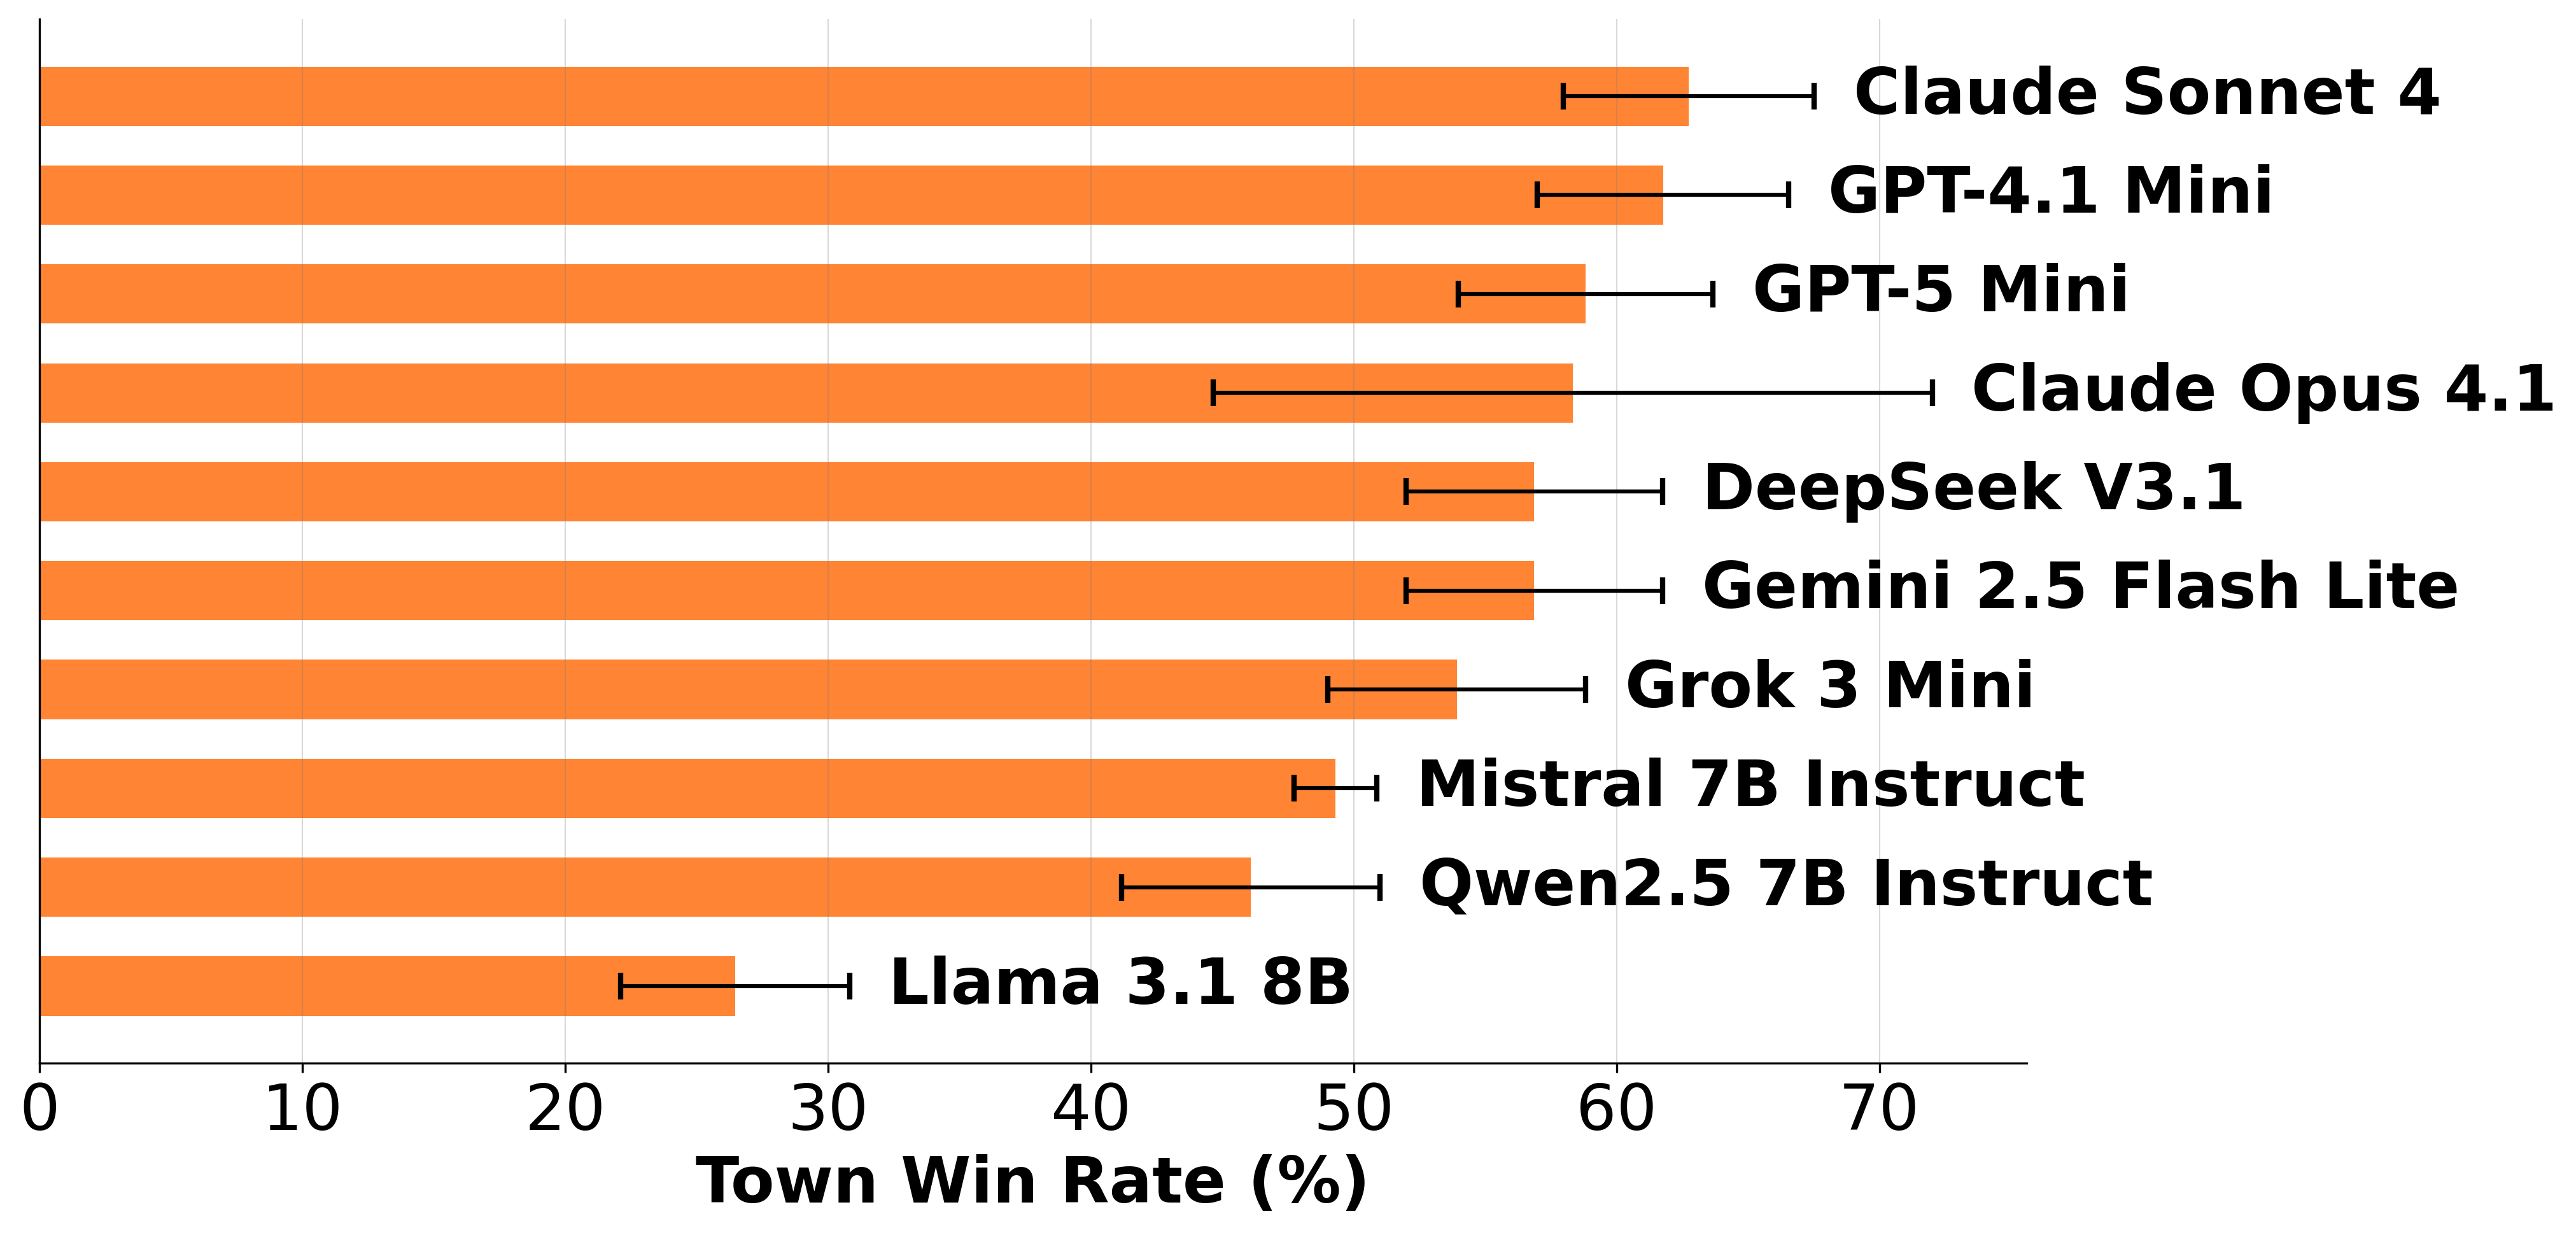 Claude Sonnet 4
GPT-4.1 Mini
GPT-5 Mini
Claude Opus 4.1
DeepSeek V3.1
Gemini 2.5 Flash Lite
Grok 3 Mini
Mistral 7B Instruct
Qwen2.5 7B Instruct
Llama 3.1 8B
0 10 20 30 40 50 60 70
Town Win Rate (%)